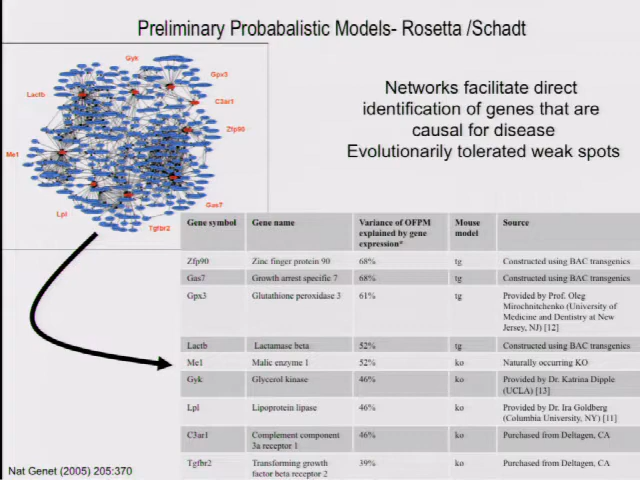 Preliminary Probabalistic Models- Rosetta /Schadt
Gyk
Gpx3
Lactb
C3ar1
Zfp90
Me1
Gas7
Lpl
Tgfbr2
Networks facilitate direct
identification of genes that are
causal for disease
Evolutionarily tolerated weak spots
Gene symbol Gene name Variance of OFPM explained by gene expression* Mouse model Source
Zfp90 Zinc finger protein 90 68% tg Constructed using BAC transgenics
Gas7 Growth arrest specific 7 68% tg Constructed using BAC transgenics
Gpx3 Glutathione peroxidase 3 61% tg Provided by Prof. Oleg
Mirochnitchenko (University of
Medicine and Dentistry at New
Jersey, NJ) [12]
Lactb Lactamase beta 52% tg Constructed using BAC transgenics
Me1 Malic enzyme 1 52% ko Naturally occurring KO
Gyk Glycerol kinase 46% ko Provided by Dr. Katrina Dipple
(UCLA) [13]
Lpl Lipoprotein lipase 46% ko Provided by Dr. Ira Goldberg
(Columbia University, NY) [11]
C3ar1 Complement component 46% ko Purchased from Deltagen, CA
3a receptor 1
Tgfbr2 Transforming growth 39% ko Purchased from Deltagen, CA
factor beta receptor 2
Nat Genet (2005) 205:370